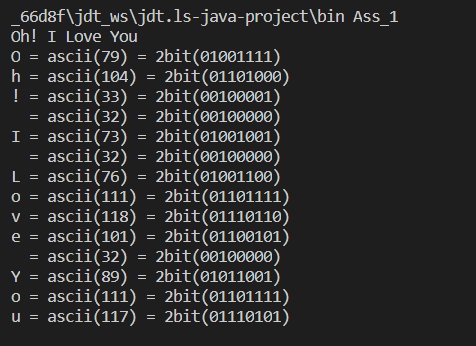 _66d8f\jdt_ws\jdt.ls-java-project\bin Ass_1
Oh! I Love You
O = ascii(79) = 2bit(01001111)
h = ascii(104) = 2bit(01101000)
! = ascii(33) = 2bit(00100001)
  = ascii(32) = 2bit(00100000)
I = ascii(73) = 2bit(01001001)
  = ascii(32) = 2bit(00100000)
L = ascii(76) = 2bit(01001100)
o = ascii(111) = 2bit(01101111)
v = ascii(118) = 2bit(01110110)
e = ascii(101) = 2bit(01100101)
  = ascii(32) = 2bit(00100000)
Y = ascii(89) = 2bit(01011001)
o = ascii(111) = 2bit(01101111)
u = ascii(117) = 2bit(01110101)